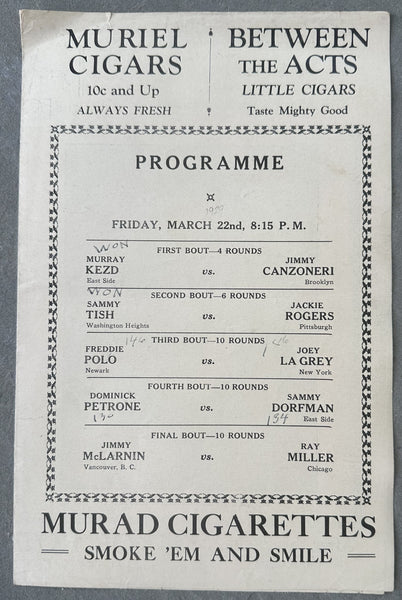 MURIEL
CIGARS
10c and Up
ALWAYS FRESH
BETWEEN
THE ACTS
LITTLE CIGARS
Taste Mighty Good
PROGRAMME
FRIDAY, MARCH 22nd, 8:15 P. M.
FIRST BOUT—4 ROUNDS
WON
MURRAY
KEZD
East Side
vs.
JIMMY
CANZONERI
Brooklyn
SECOND BOUT—6 ROUNDS
WON
SAMMY
TISH
Washington Heights
vs.
JACKIE
ROGERS
Pittsburgh
THIRD BOUT—10 ROUNDS
146
FREDDIE
POLO
Newark
vs.
JOEY
LA GREY
New York
FOURTH BOUT—10 ROUNDS
DOMINICK
PETRONE
130
vs.
SAMMY
DORFMAN
134 East Side
FINAL BOUT—10 ROUNDS
JIMMY
McLARNIN
Vancouver, B. C.
vs.
RAY
MILLER
Chicago
MURAD CIGARETTES
SMOKE 'EM AND SMILE